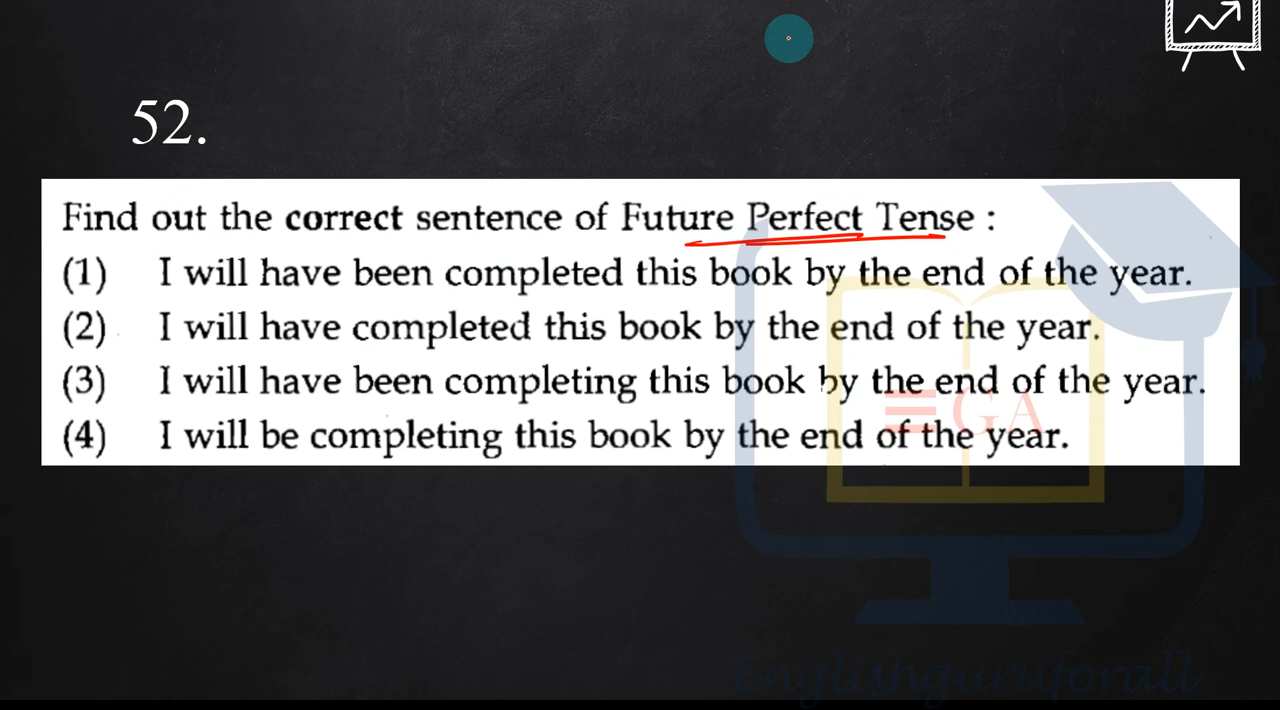 52.
Find out the correct sentence of Future Perfect Tense :
(1) I will have been completed this book by the end of the year.
(2) I will have completed this book by the end of the year.
(3) I will have been completing this book by the end of the year.
(4) I will be completing this book by the end of the year.
GA
Englishguruforall